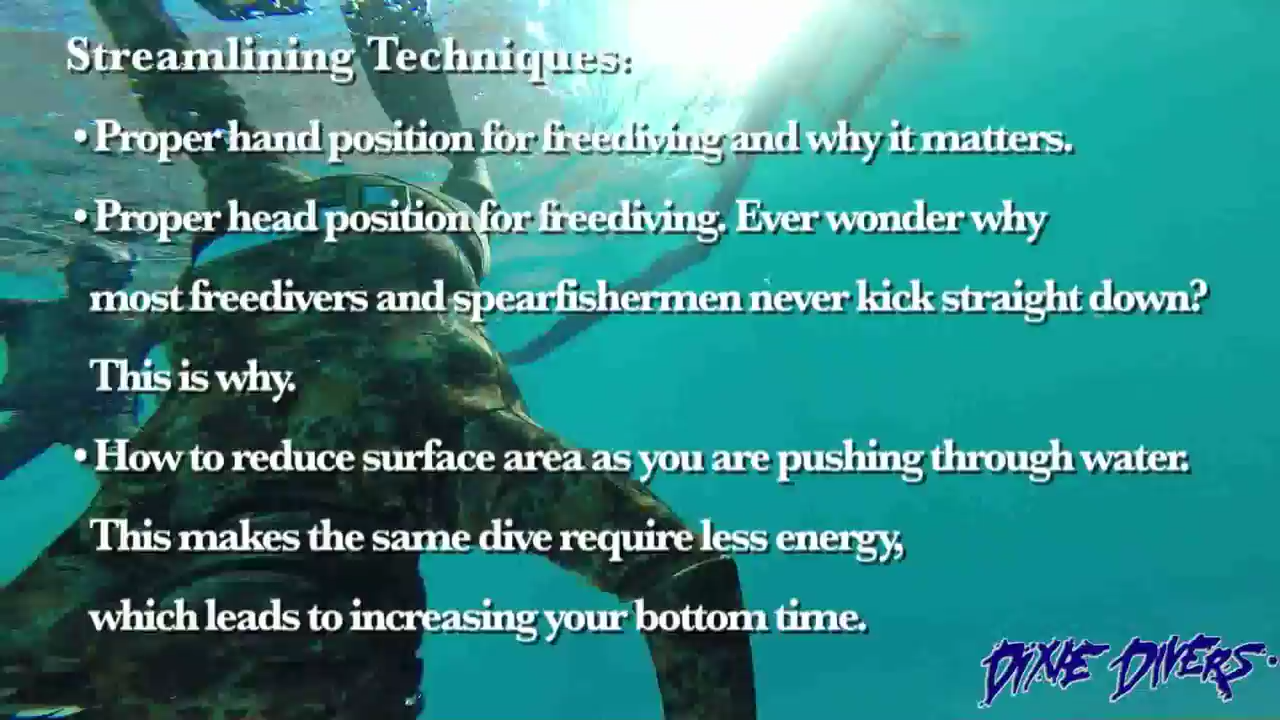 Streamlining Techniques:
• Proper hand position for freediving and why it matters.
• Proper head position for freediving. Ever wonder why
most freedivers and spearfishermen never kick straight down?
This is why.
• How to reduce surface area as you are pushing through water.
This makes the same dive require less energy,
which leads to increasing your bottom time.
DIXIE DIVERS